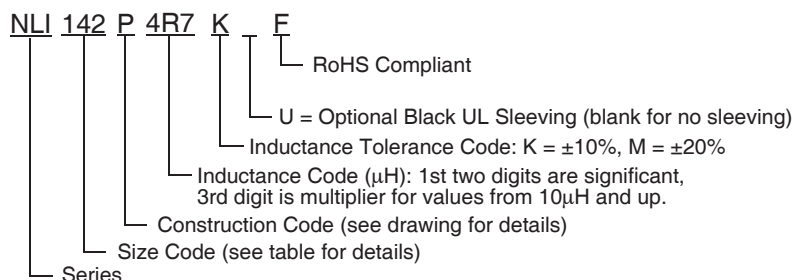 NLI 142 P 4R7 K _ F
RoHS Compliant
U = Optional Black UL Sleeving (blank for no sleeving)
Inductance Tolerance Code: K = ±10%, M = ±20%
Inductance Code (μH): 1st two digits are significant,
3rd digit is multiplier for values from 10μH and up.
Construction Code (see drawing for details)
Size Code (see table for details)
Series